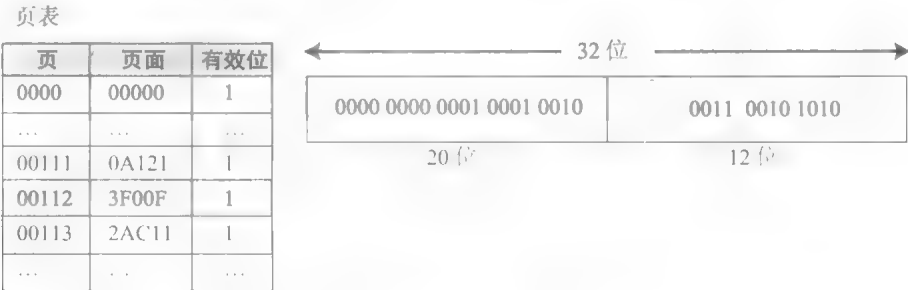 页表
页 页面 有效位
0000 00000 1
... ... ...
00111 0A121 1
00112 3F00F 1
00113 2AC11 1
... ... ...
32 位
0000 0000 0001 0001 0010 0011 0010 1010
20 位 12 位